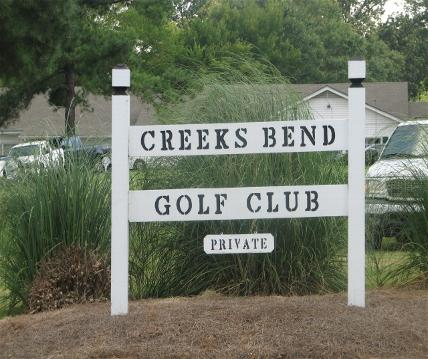 CREEKS BEND
GOLF CLUB
PRIVATE